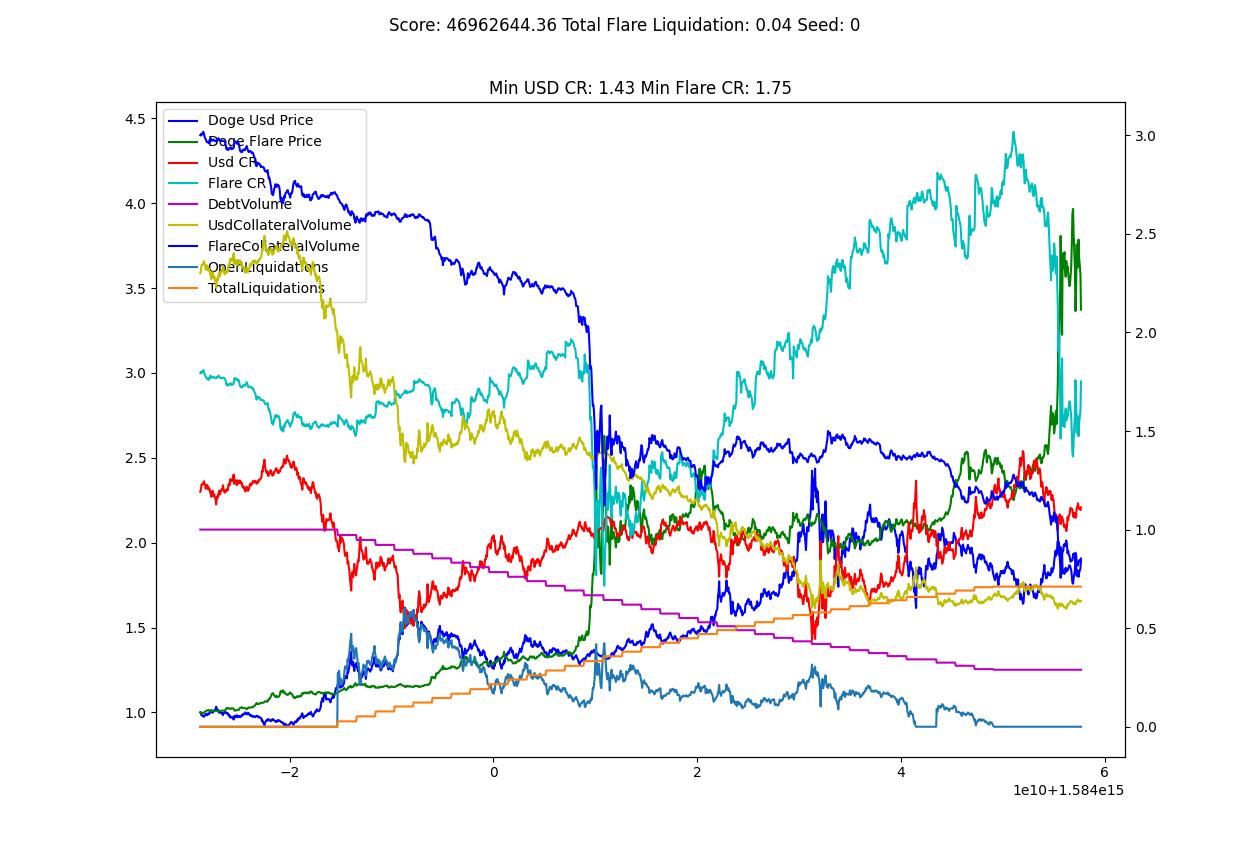 Score: 46962644.36 Total Flare Liquidation: 0.04 Seed: 0
Min USD CR: 1.43 Min Flare CR: 1.75
Doge Usd Price
Doge Flare Price
Usd CR
Flare CR
DebtVolume
UsdCollateralVolume
FlareCollateralVolume
OpenLiquidations
TotalLiquidations
4.5
4.0
3.5
3.0
2.5
2.0
1.5
1.0
3.0
2.5
2.0
1.5
1.0
0.5
0.0
−2
0
2
4
6
1e10+1.584e15